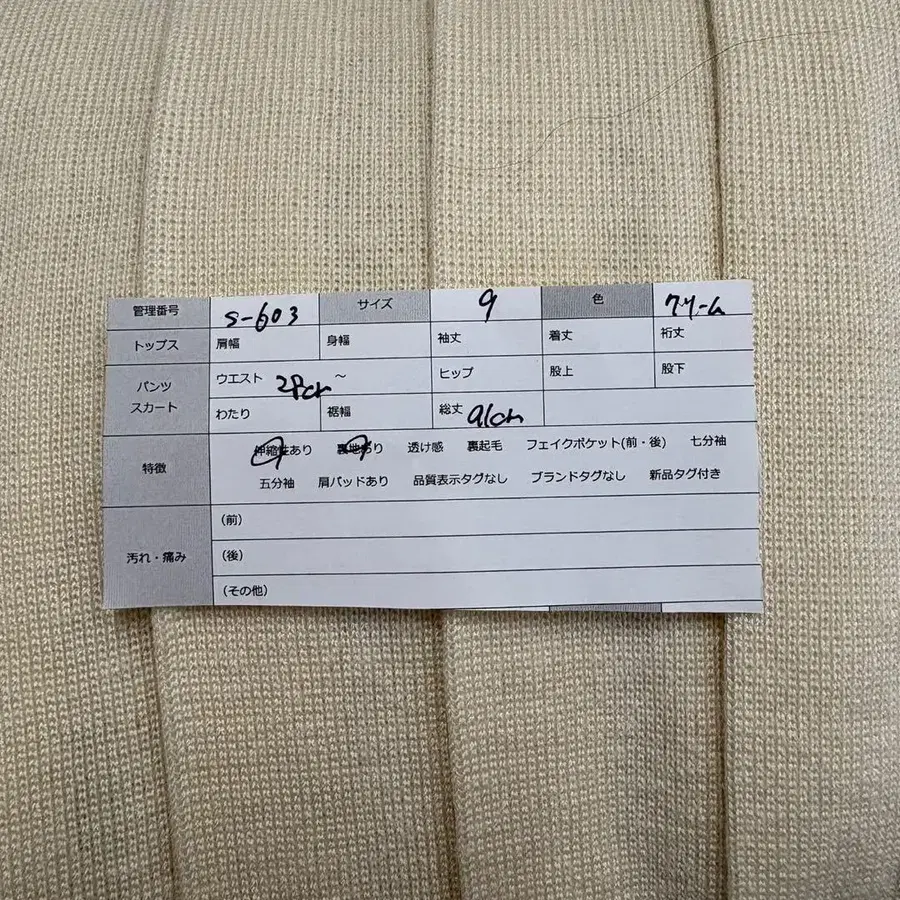 管理番号 S-603 サイズ 9 色 クリーム
トップス 肩幅 身幅 袖丈 着丈 裄丈
パンツ スカート ウエスト ～ ヒップ 股上 股下
わたり 裾幅 総丈 91cm
特徴 伸縮性あり 裏地あり 透け感 裏起毛 フェイクポケット(前・後) 七分袖
五分袖 肩パッドあり 品質表示タグなし ブランドタグなし 新品タグ付き
汚れ・痛み (前)
(後)
(その他)